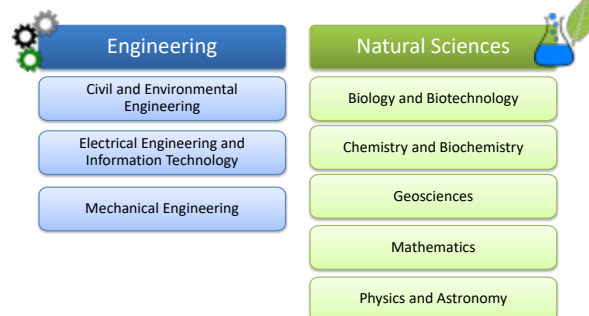 Engineering
Civil and Environmental
Engineering
Electrical Engineering and
Information Technology
Mechanical Engineering
Natural Sciences
Biology and Biotechnology
Chemistry and Biochemistry
Geosciences
Mathematics
Physics and Astronomy